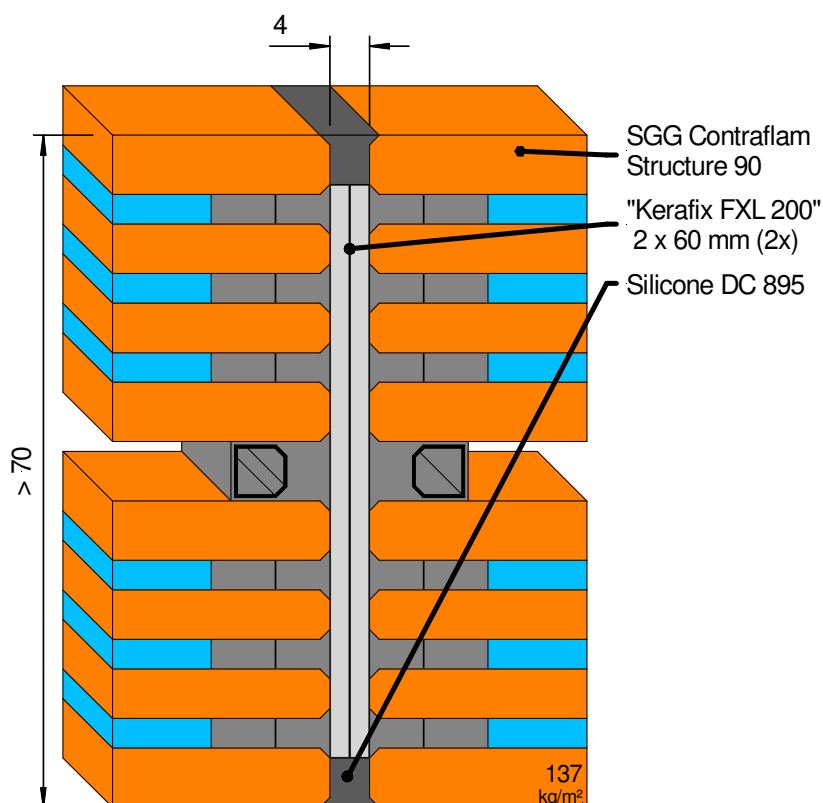 4
SGG Contraflam
Structure 90
"Kerafix FXL 200"
2 x 60 mm (2x)
Silicone DC 895
> 70
137
kg/m²